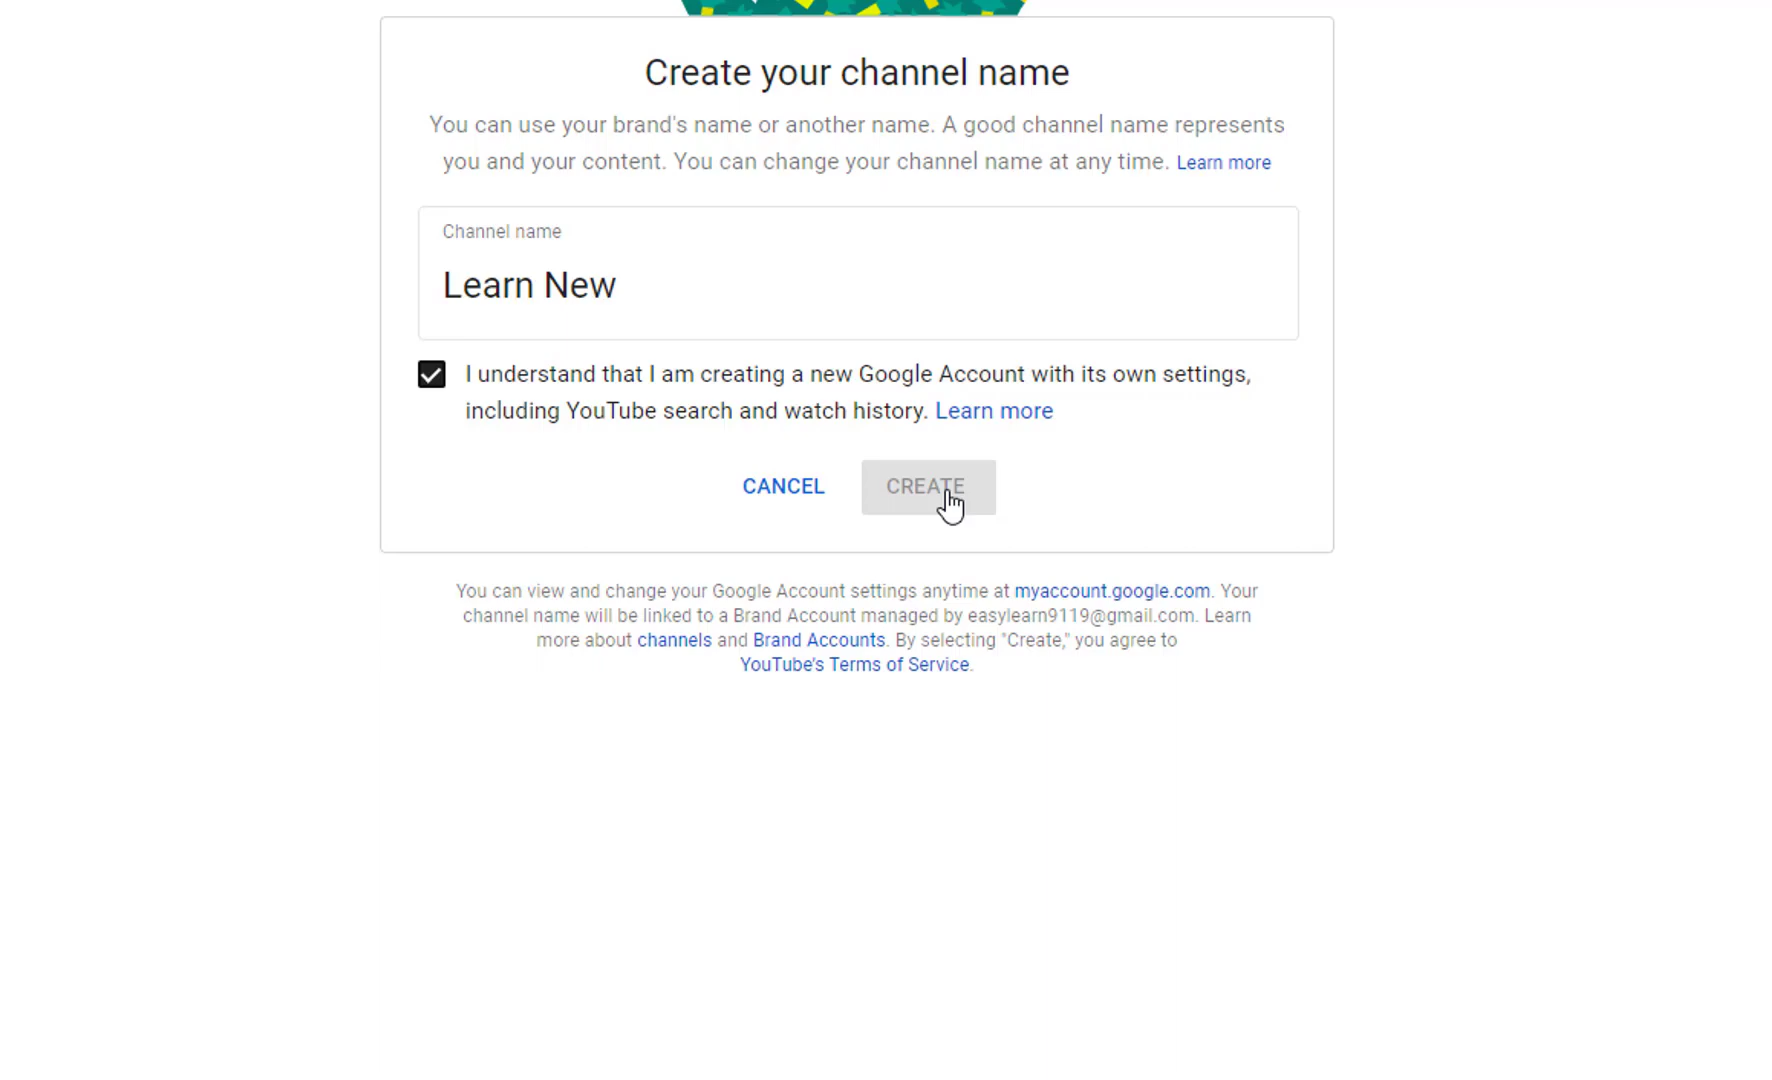 Create your channel name
You can use your brand's name or another name. A good channel name represents
you and your content. You can change your channel name at any time. Learn more
Channel name
Learn New
I understand that I am creating a new Google Account with its own settings,
including YouTube search and watch history. Learn more
CANCEL CREATE
You can view and change your Google Account settings anytime at myaccount.google.com. Your
channel name will be linked to a Brand Account managed by easylearn9119@gmail.com. Learn
more about channels and Brand Accounts. By selecting "Create," you agree to
YouTube's Terms of Service.